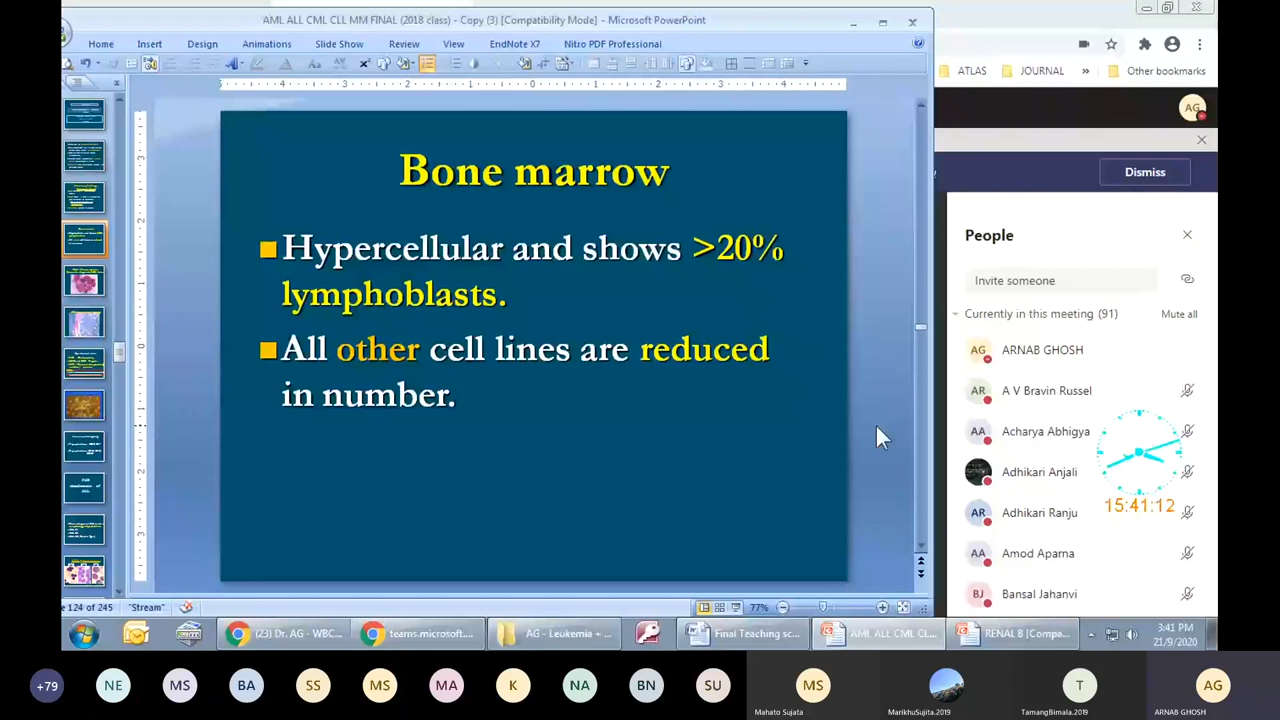 AML ALL CML CLL MM FINAL (2018 class) - Copy (3) [Compatibility Mode] - Microsoft PowerPoint
Home Insert Design Animations Slide Show Review View EndNote X7 Nitro PDF Professional
ATLAS JOURNAL » Other bookmarks
AG
Dismiss
Bone marrow
Hypercellular and shows >20%
lymphoblasts.
All other cell lines are reduced
in number.
People
Invite someone
Currently in this meeting (91) Mute all
AG ARNAB GHOSH
AR A V Bravin Russel
AA Acharya Abhigya
Adhikari Anjali
AR Adhikari Ranju
AA Amod Aparna
BJ Bansal Jahanvi
15:41:12
124 of 245 "Stream" 77%
(23) Dr. AG - WBC... teams.microsoft.... AG - Leukemia + ... Final Teaching sc... AML ALL CML CL... RENAL 8 [Compa... 3:41 PM
21/9/2020
+79 NE MS BA SS MS MA K NA BN SU MS T AG
Mahato Sujata MarikhuSujita.2019 TamangBimala.2019 ARNAB GHOSH